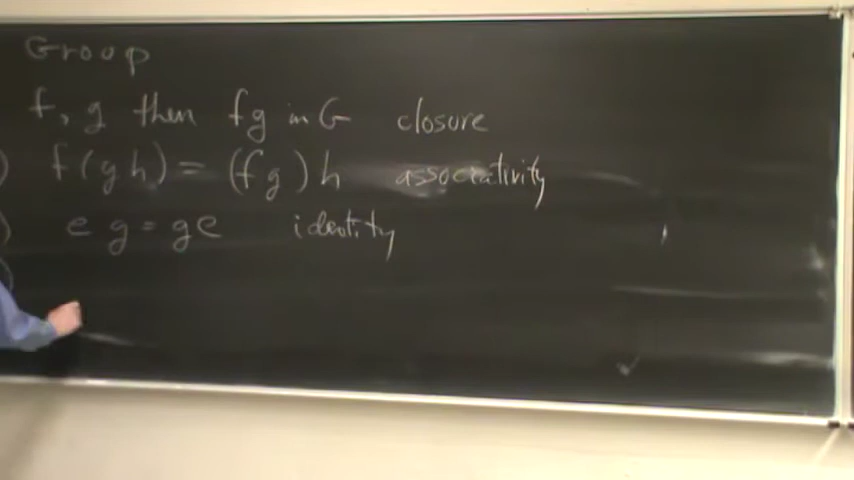 Group
f, g then fg in G closure
) f(gh) = (fg)h associativity
) eg = ge identity
)